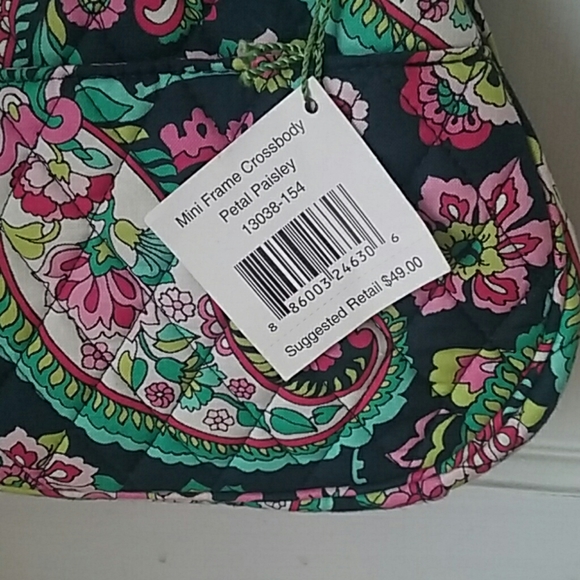 Mini Frame Crossbody
Petal Paisley
13038-154
8 86003 24630 6
Suggested Retail $49.00